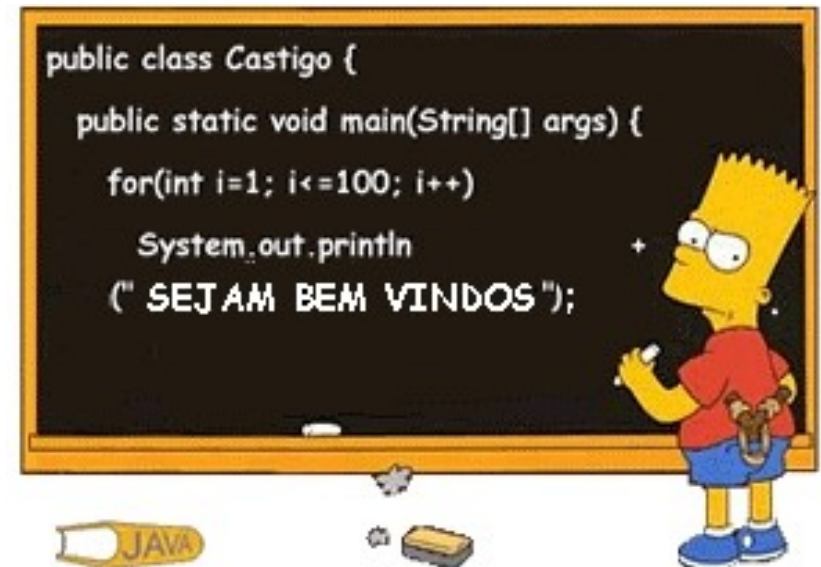 public class Castigo {
public static void main(String[] args) {
for(int i=1; i<=100; i++)
System.out.println +
(" SEJAM BEM VINDOS");
JAVA